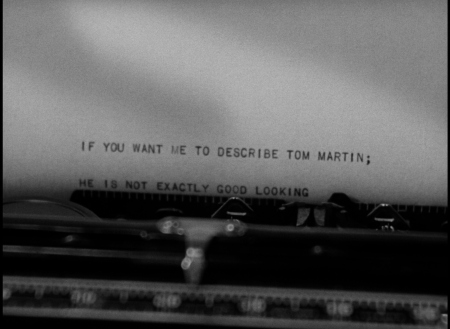 IF YOU WANT ME TO DESCRIBE TOM MARTIN;
HE IS NOT EXACTLY GOOD LOOKING